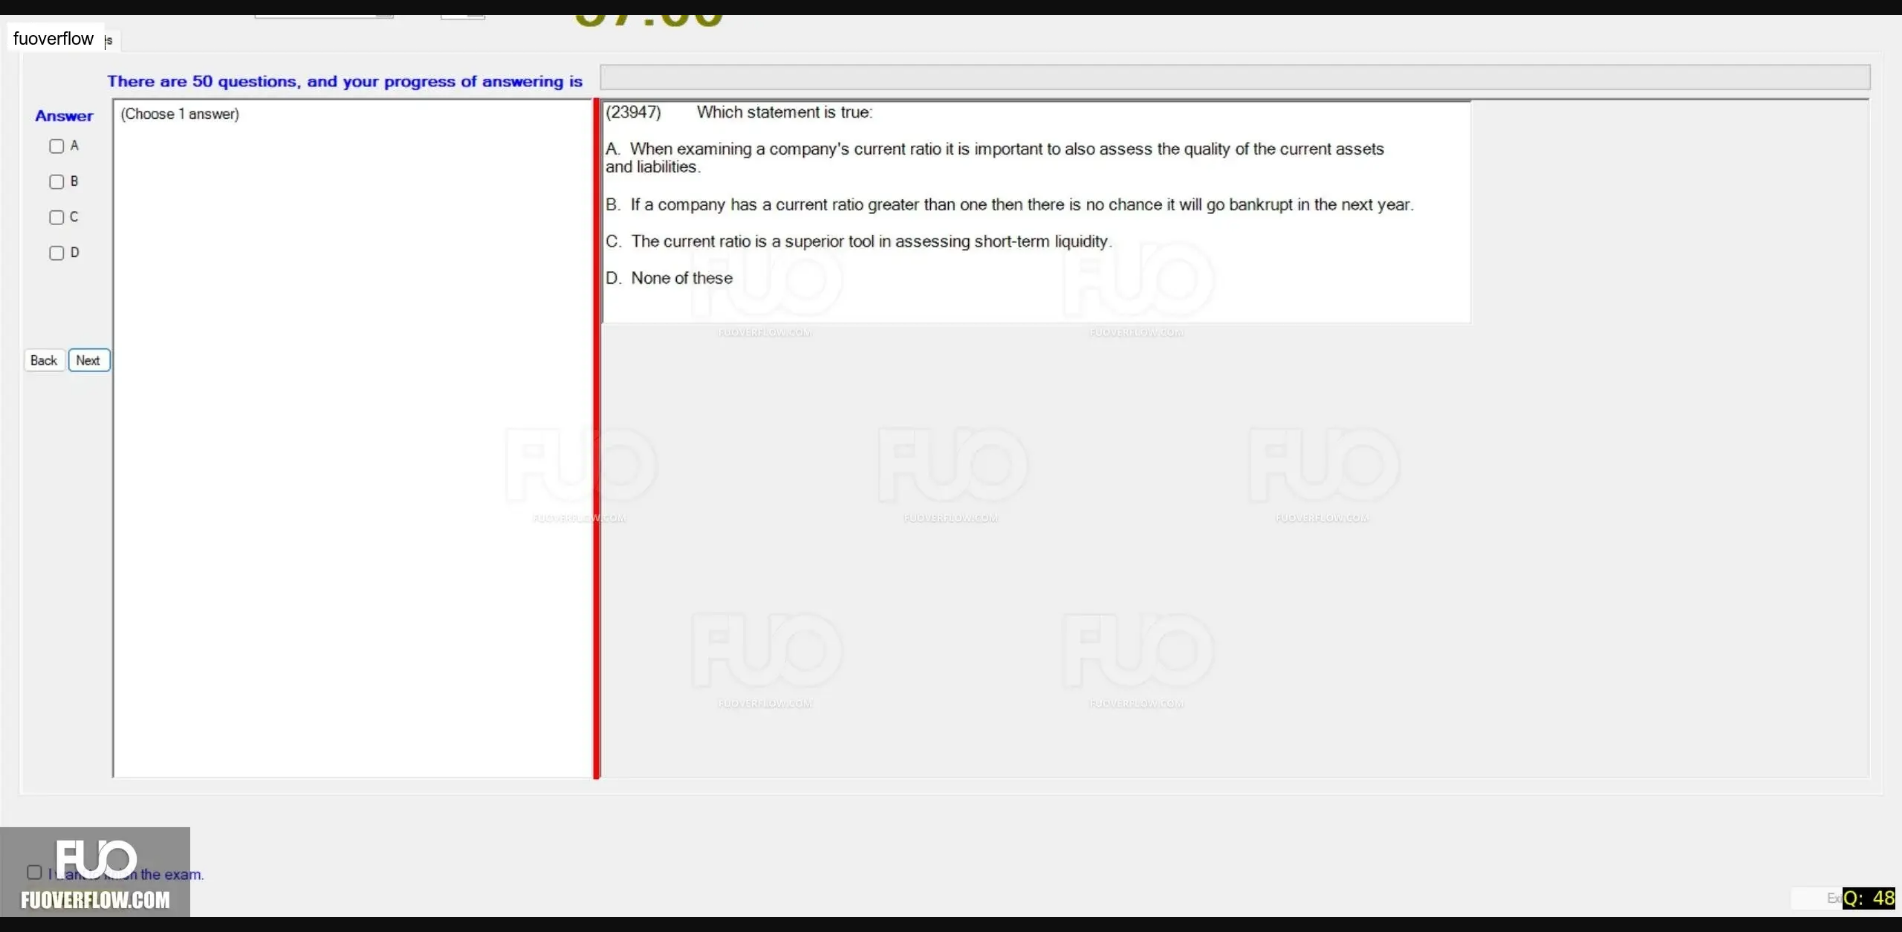 fuoverflow
There are 50 questions, and your progress of answering is
Answer
(Choose 1 answer)
A
B
C
D
Back Next
(23947) Which statement is true:
A. When examining a company's current ratio it is important to also assess the quality of the current assets
and liabilities.
B. If a company has a current ratio greater than one then there is no chance it will go bankrupt in the next year.
C. The current ratio is a superior tool in assessing short-term liquidity.
D. None of these
FUO
FUOVERFLOW.COM
FUO
FUOVERFLOW.COM
FUO
FUOVERFLOW.COM
FUO
FUOVERFLOW.COM
FUO
FUOVERFLOW.COM
FUO
FUOVERFLOW.COM
FUO
FUOVERFLOW.COM
FUO
I the exam.
FUOVERFLOW.COM
Q: 48